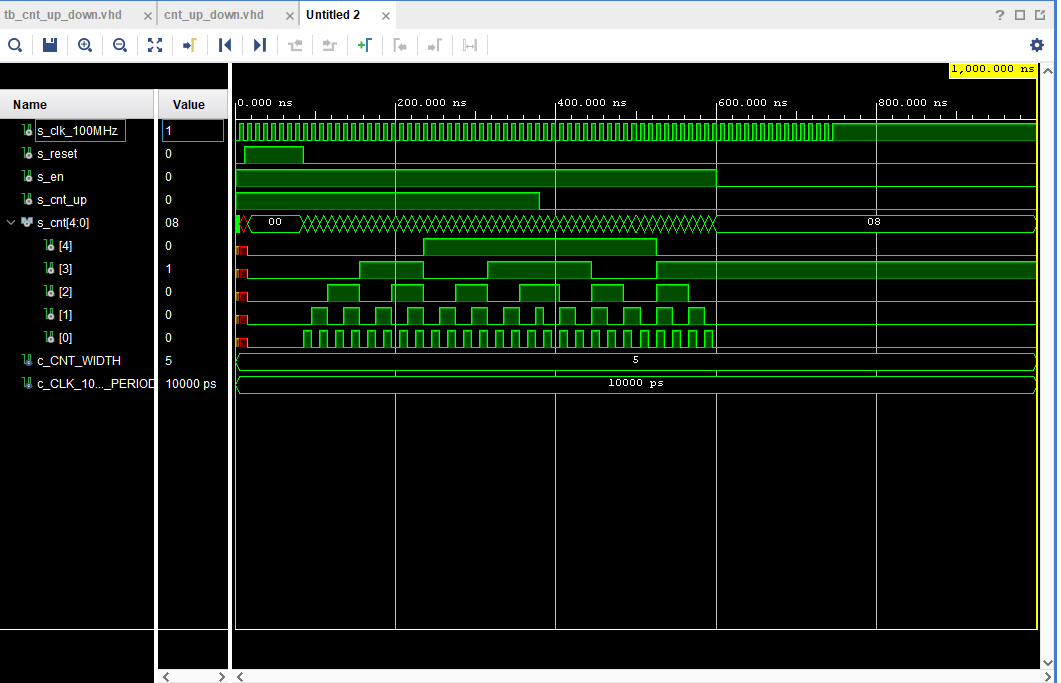 tb_cnt_up_down.vhd × cnt_up_down.vhd × Untitled 2 ×
1,000.000 ns
Name Value
0.000 ns 200.000 ns 400.000 ns 600.000 ns 800.000 ns
s_clk_100MHz 1
s_reset 0
s_en 0
s_cnt_up 0
s_cnt[4:0] 08 00 08
[4] 0
[3] 1
[2] 0
[1] 0
[0] 0
c_CNT_WIDTH 5 5
c_CLK_10..._PERIOD 10000 ps 10000 ps